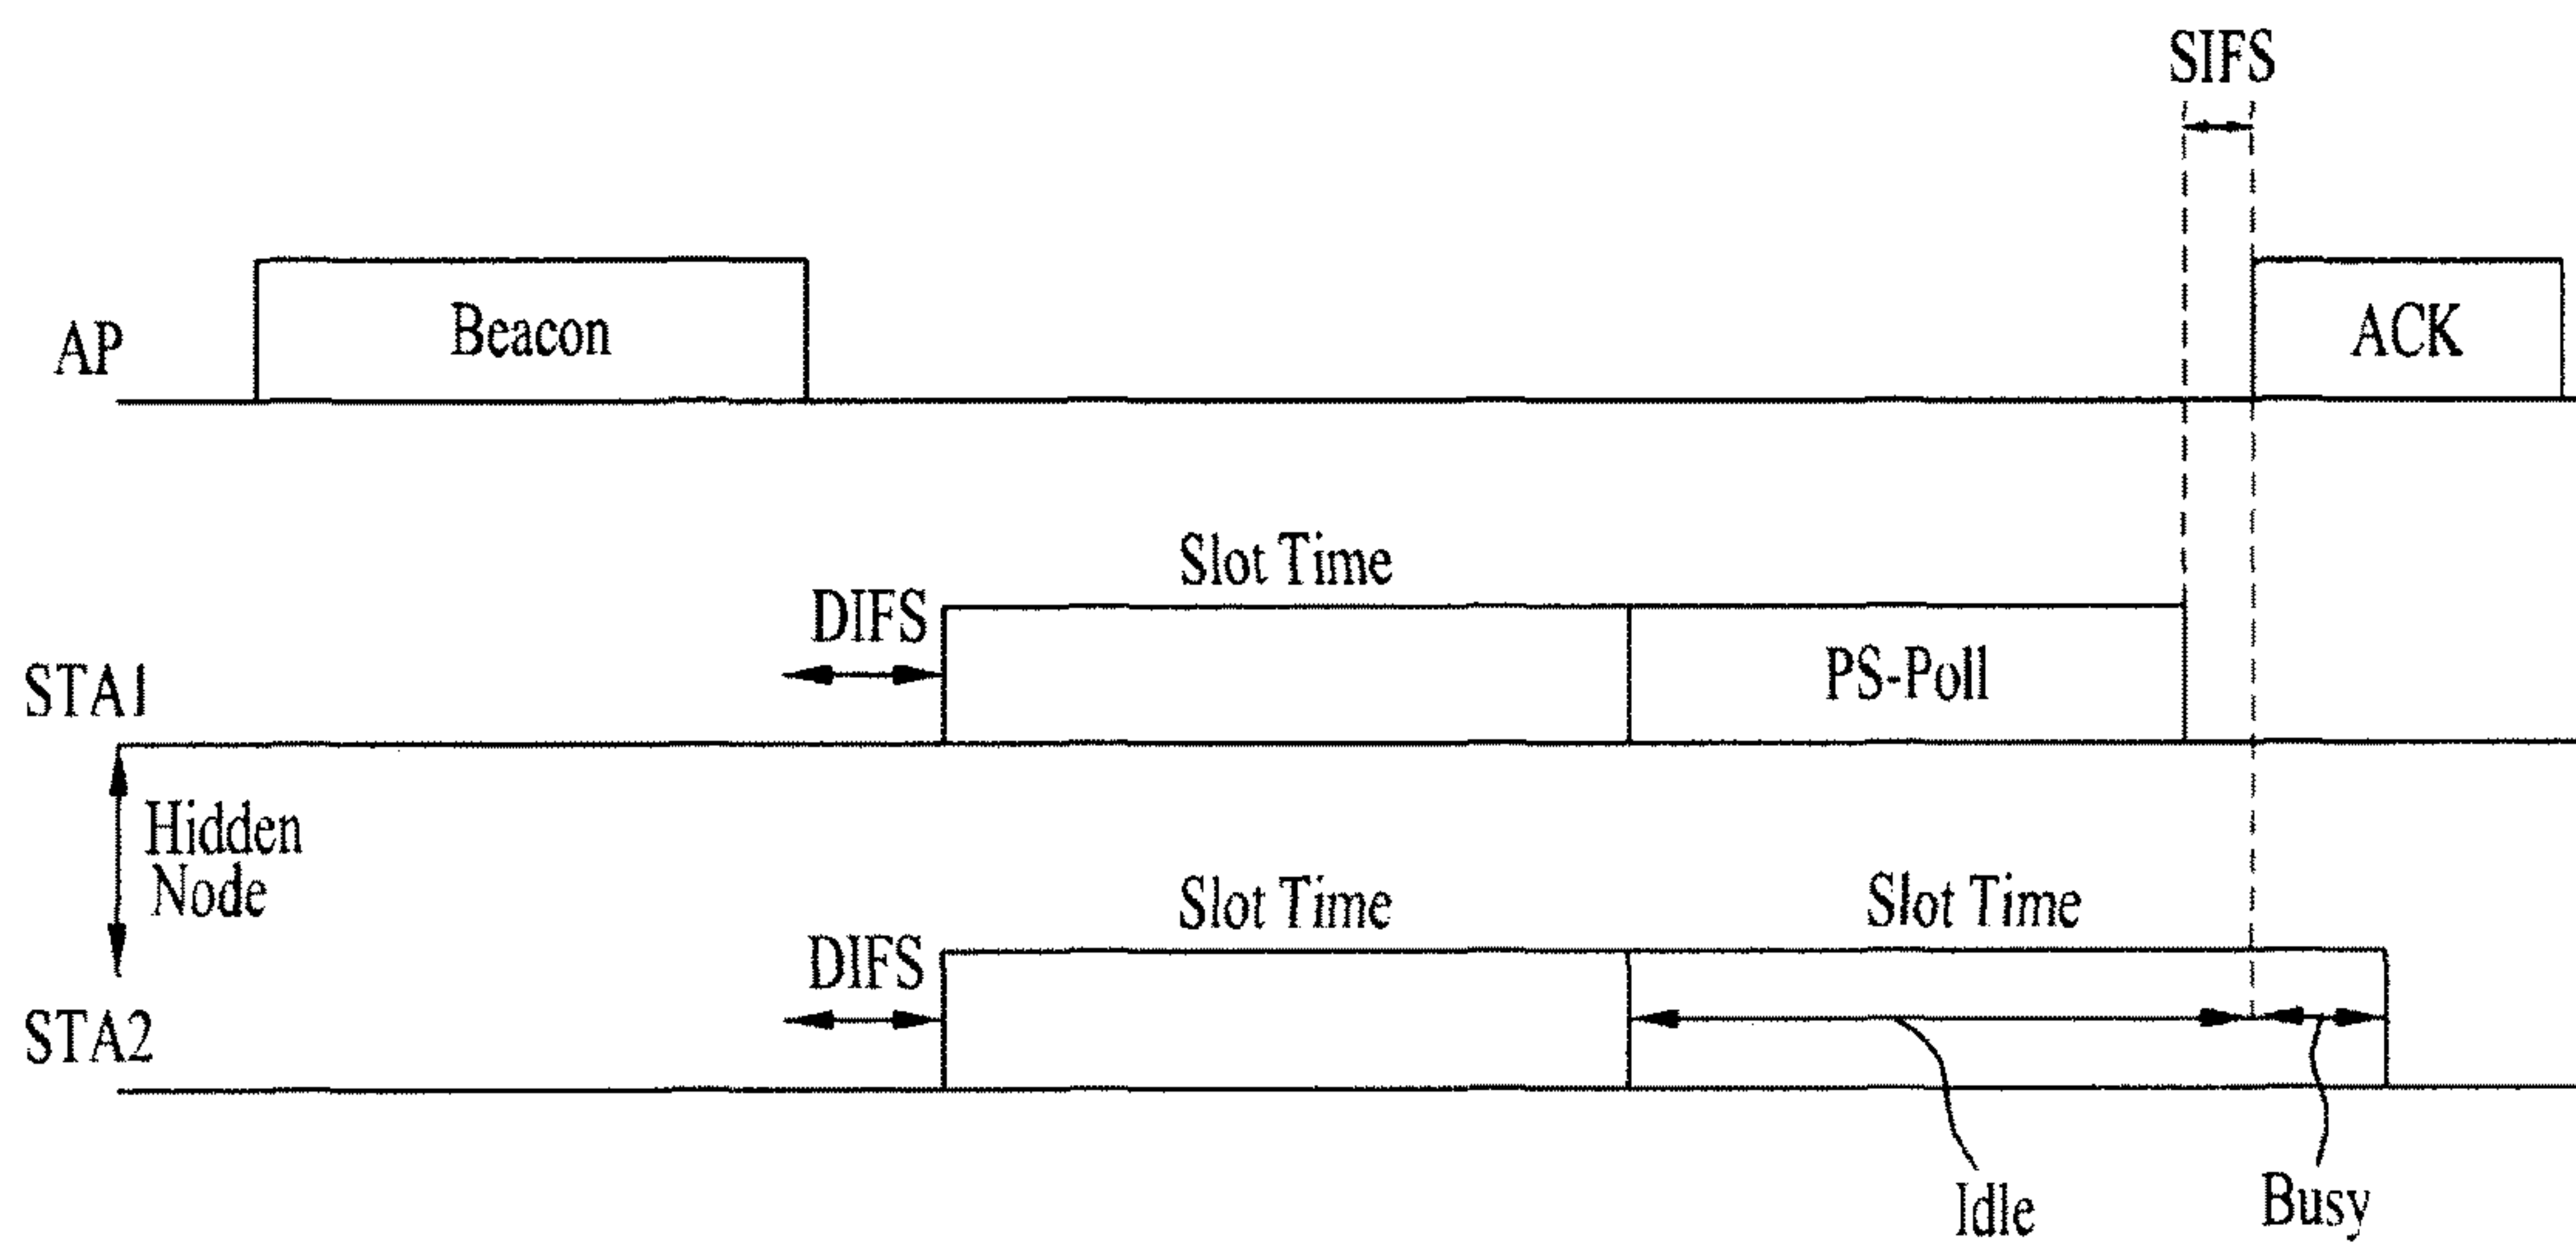 SIFS
AP
Beacon
ACK
Slot Time
DIFS
STA1
PS-Poll
Hidden
Node
Slot Time
Slot Time
DIFS
STA2
Idle
Busy